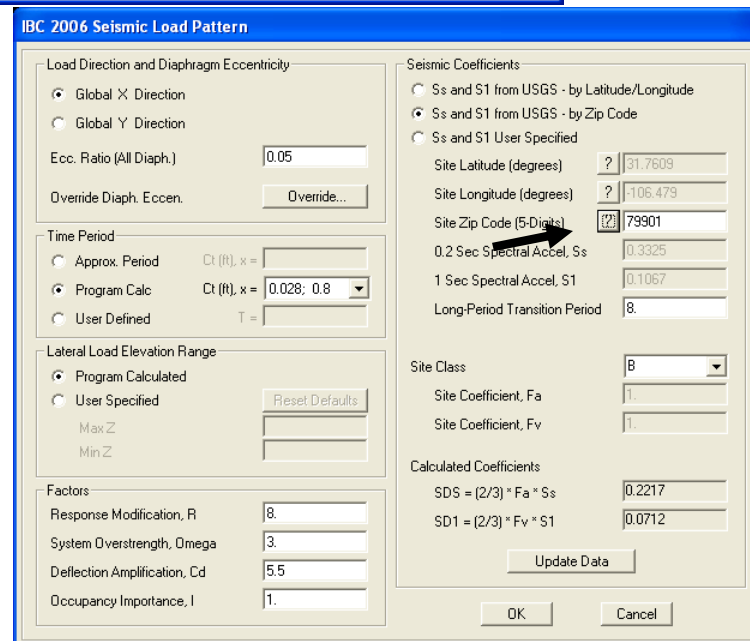 IBC 2006 Seismic Load Pattern
Load Direction and Diaphragm Eccentricity
Global X Direction
Global Y Direction
Ecc. Ratio (All Diaph.) 0.05
Override Diaph. Eccen. Override...
Time Period
Approx. Period Ct (ft), x =
Program Calc Ct (ft), x = 0.028; 0.8
User Defined T =
Lateral Load Elevation Range
Program Calculated
User Specified Reset Defaults
Max Z
Min Z
Factors
Response Modification, R 8.
System Overstrength, Omega 3.
Deflection Amplification, Cd 5.5
Occupancy Importance, I 1.
Seismic Coefficients
Ss and S1 from USGS - by Latitude/Longitude
Ss and S1 from USGS - by Zip Code
Ss and S1 User Specified
Site Latitude (degrees) ? 31.7609
Site Longitude (degrees) ? -106.479
Site Zip Code (5-Digits) ? 79901
0.2 Sec Spectral Accel, Ss 0.3325
1 Sec Spectral Accel, S1 0.1067
Long-Period Transition Period 8.
Site Class B
Site Coefficient, Fa 1.
Site Coefficient, Fv 1.
Calculated Coefficients
SDS = (2/3) * Fa * Ss 0.2217
SD1 = (2/3) * Fv * S1 0.0712
Update Data
OK Cancel